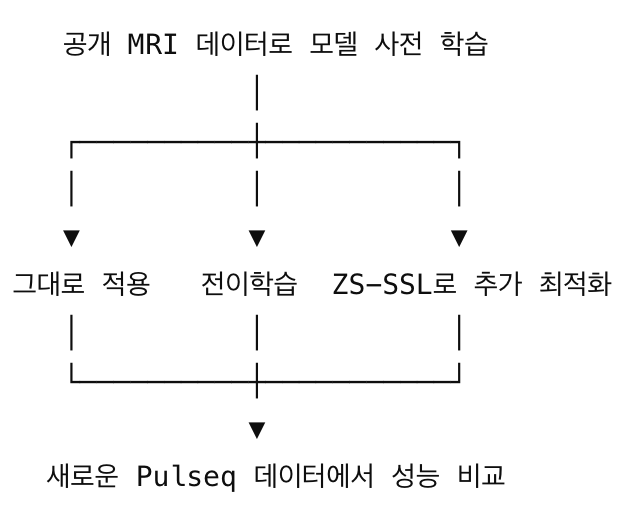 공개 MRI 데이터로 모델 사전 학습
그대로 적용 전이학습 ZS-SSL로 추가 최적화
새로운 Pulseq 데이터에서 성능 비교